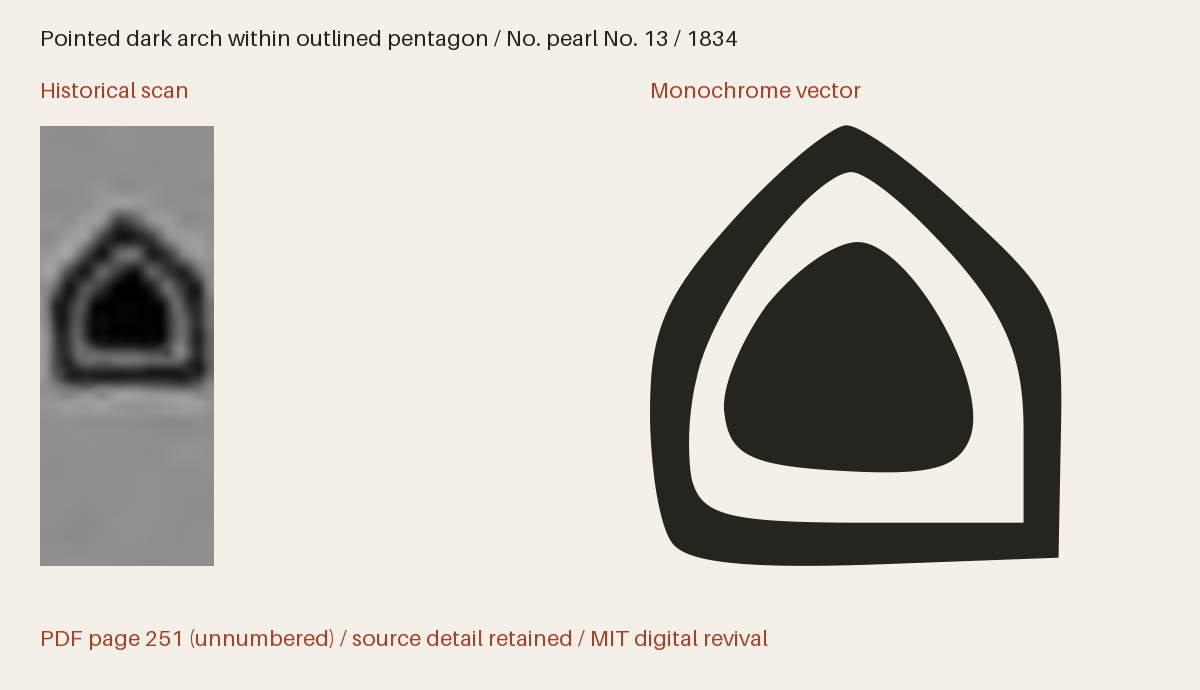 Pointed dark arch within outlined pentagon / No. pearl No. 13 / 1834
Historical scan
Monochrome vector
PDF page 251 (unnumbered) / source detail retained / MIT digital revival